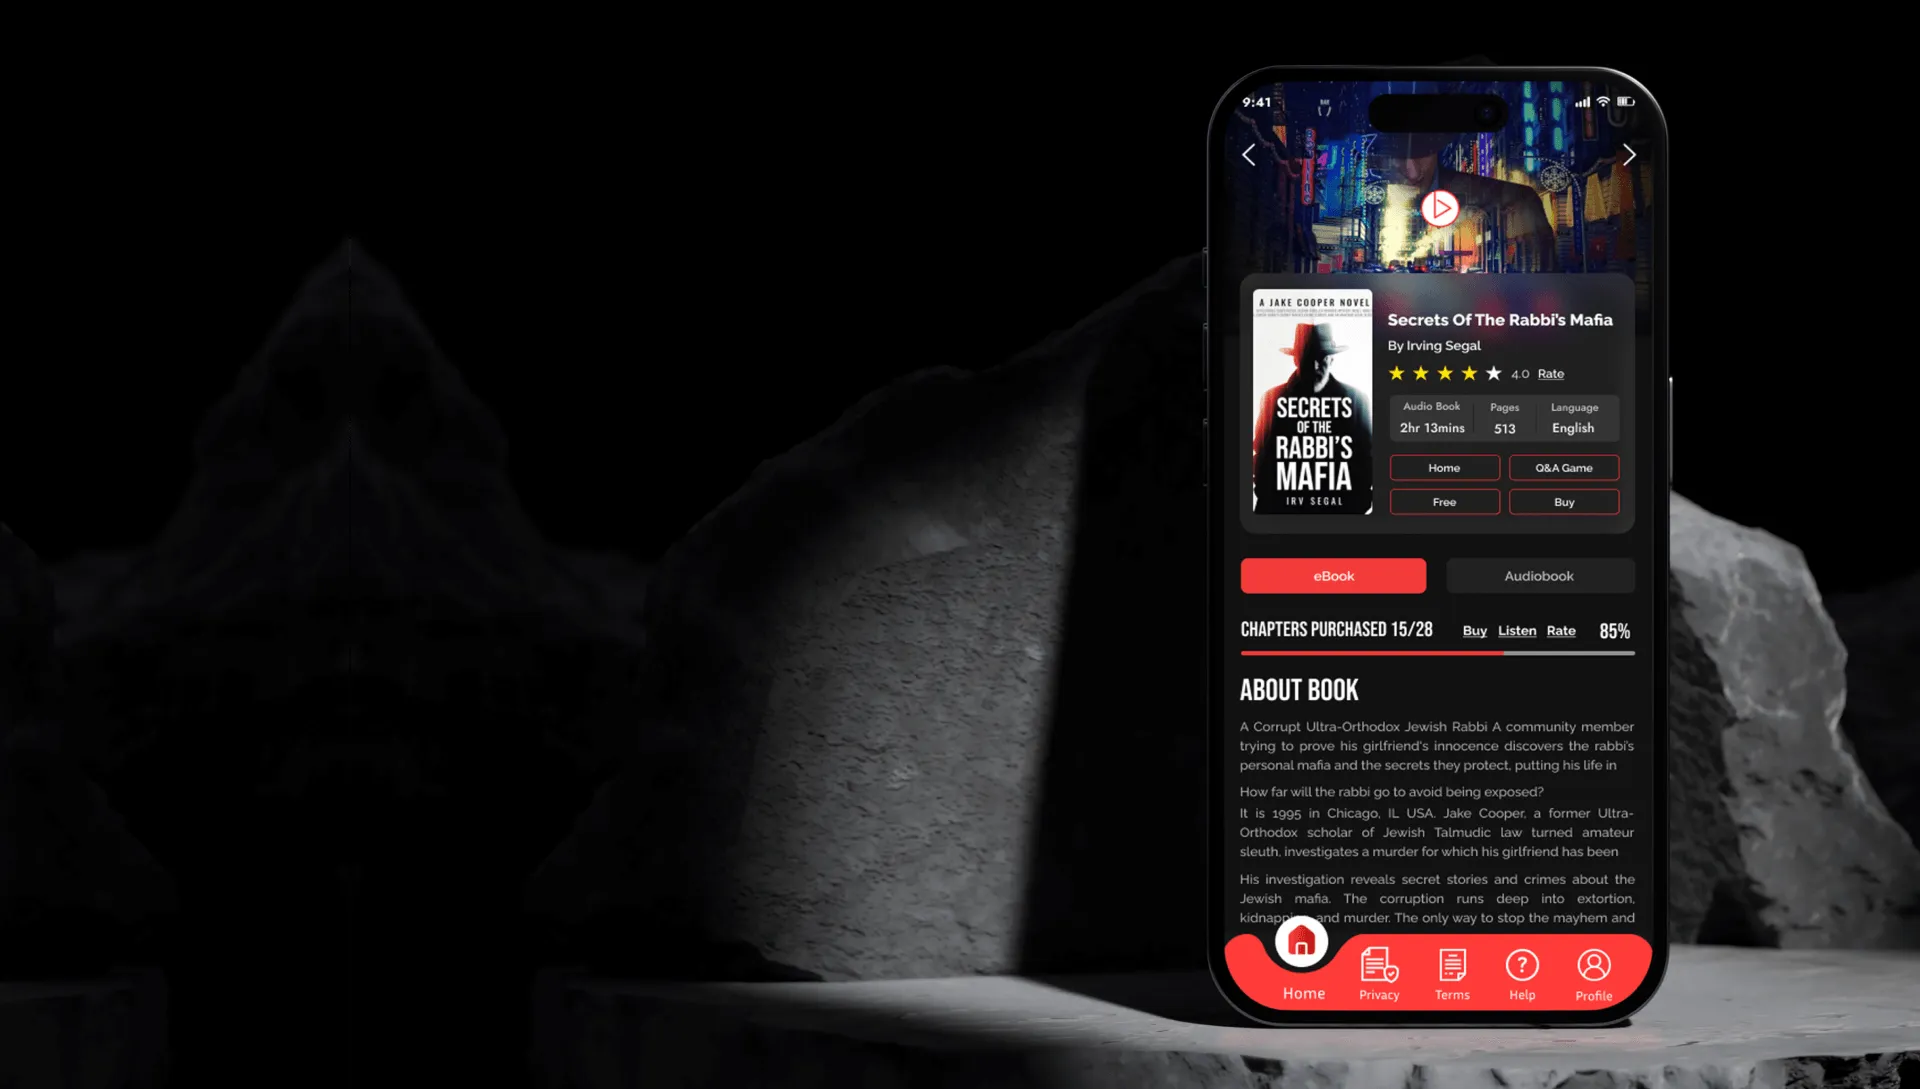 9:41
A JAKE COOPER NOVEL
SECRETS
OF THE
RABBI'S
MAFIA
IRV SEGAL
Secrets Of The Rabbi's Mafia
By Irving Segal
4.0 Rate
Audio Book Pages Language
2hr 13mins 513 English
Home Q&A Game
Free Buy
eBook Audiobook
CHAPTERS PURCHASED 15/28 Buy Listen Rate 85%
ABOUT BOOK
A Corrupt Ultra-Orthodox Jewish Rabbi A community member
trying to prove his girlfriend's innocence discovers the rabbi's
personal mafia and the secrets they protect, putting his life in
How far will the rabbi go to avoid being exposed?
It is 1995 in Chicago, IL USA. Jake Cooper, a former Ultra-
Orthodox scholar of Jewish Talmudic law turned amateur
sleuth, investigates a murder for which his girlfriend has been
His investigation reveals secret stories and crimes about the
Jewish mafia. The corruption runs deep into extortion,
and murder. The only way to stop the mayhem and
Home Privacy Terms Help Profile